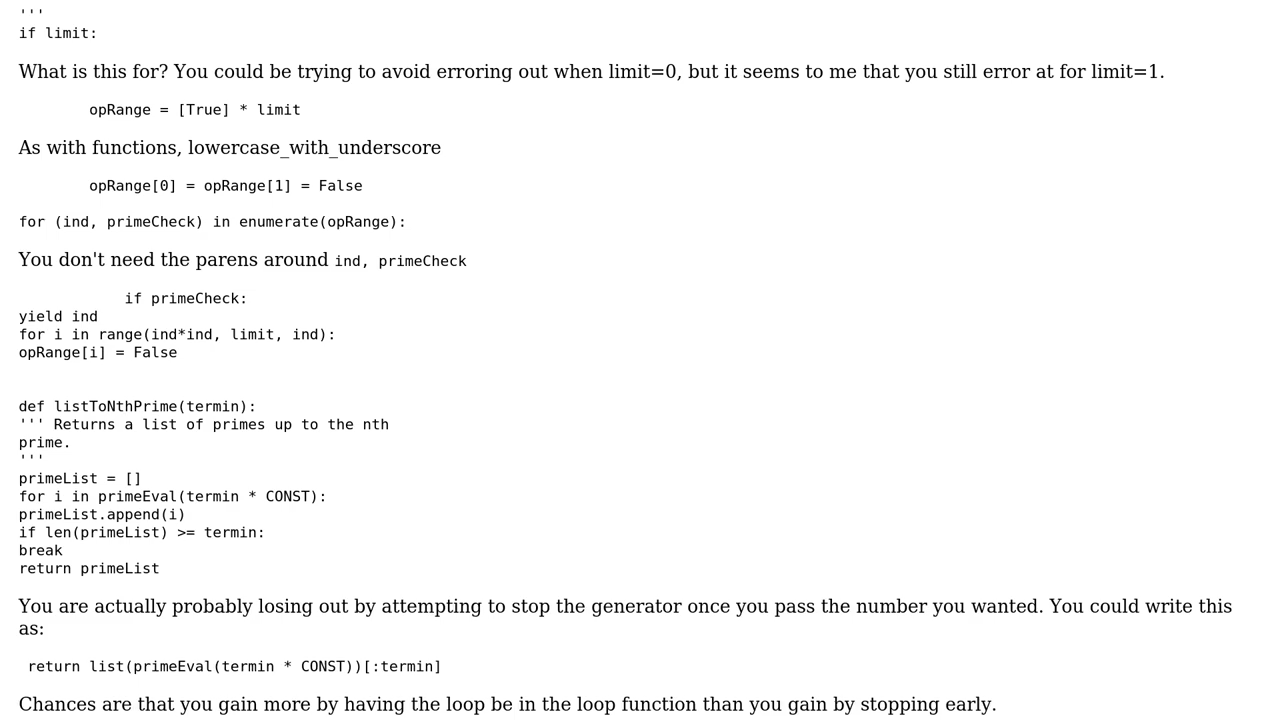 '''
if limit:
What is this for? You could be trying to avoid erroring out when limit=0, but it seems to me that you still error at for limit=1.
opRange = [True] * limit
As with functions, lowercase_with_underscore
opRange[0] = opRange[1] = False
for (ind, primeCheck) in enumerate(opRange):
You don't need the parens around ind, primeCheck
if primeCheck:
yield ind
for i in range(ind*ind, limit, ind):
opRange[i] = False
def listToNthPrime(termin):
''' Returns a list of primes up to the nth
prime.
'''
primeList = []
for i in primeEval(termin * CONST):
primeList.append(i)
if len(primeList) >= termin:
break
return primeList
You are actually probably losing out by attempting to stop the generator once you pass the number you wanted. You could write this
as:
return list(primeEval(termin * CONST))[:termin]
Chances are that you gain more by having the loop be in the loop function than you gain by stopping early.